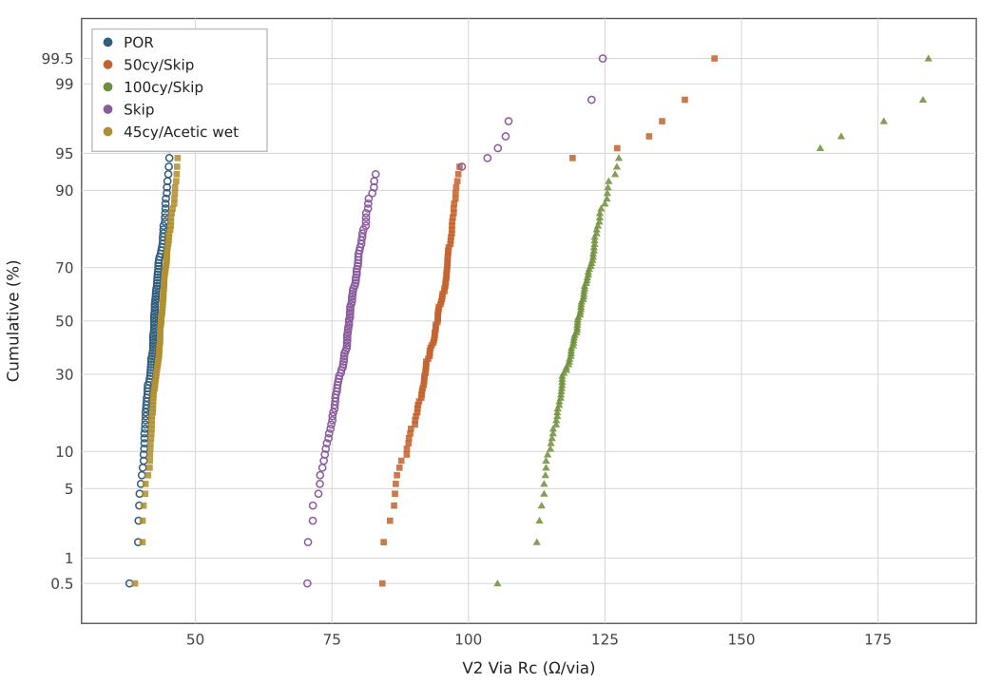 POR
50cy/Skip
100cy/Skip
Skip
45cy/Acetic wet
99.5
99
95
90
70
50
30
10
5
1
0.5
Cumulative (%)
50 75 100 125 150 175
V2 Via Rc (Ω/via)